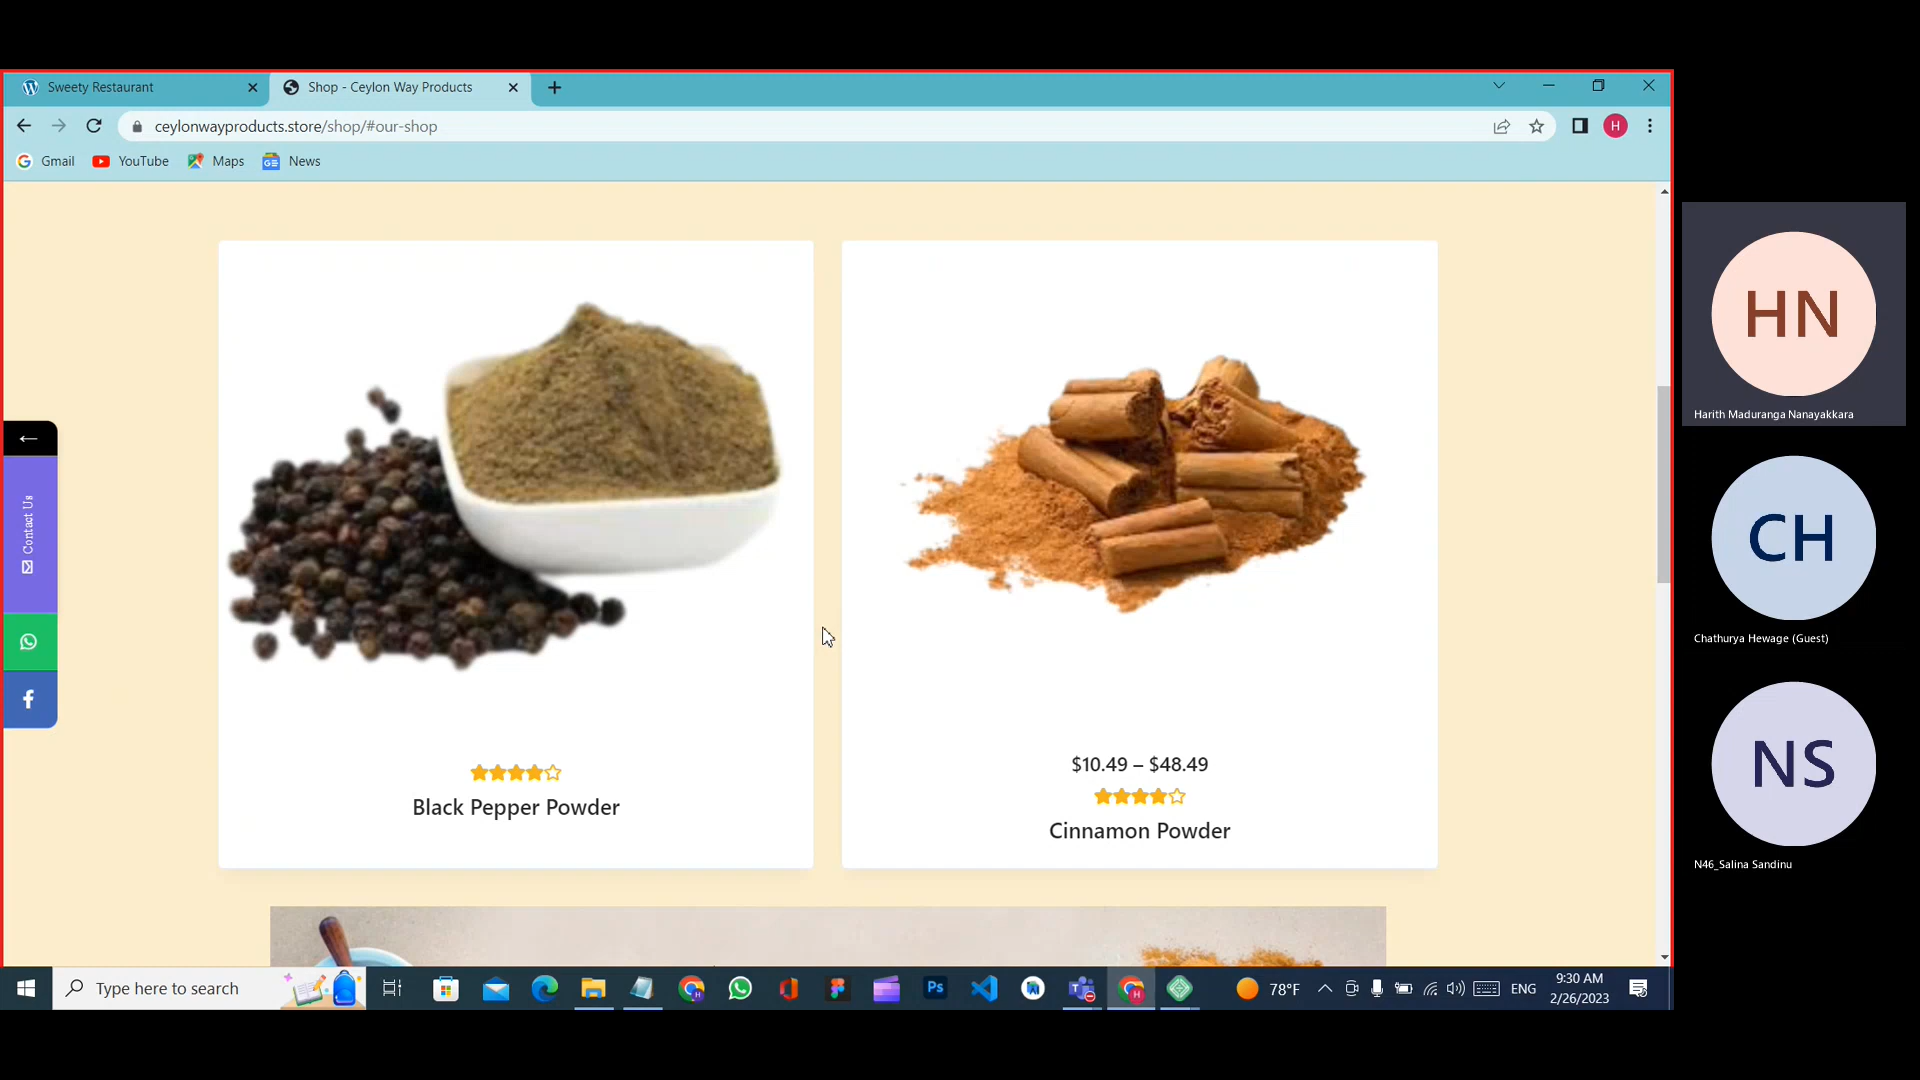 Sweety Restaurant
Shop - Ceylon Way Products
ceylonwayproducts.store/shop/#our-shop
H
Gmail
YouTube
Maps
News
Contact Us
Black Pepper Powder
$10.49 – $48.49
Cinnamon Powder
HN
Harith Maduranga Nanayakkara
CH
Chathurya Hewage (Guest)
NS
N46_Salina Sandinu
Type here to search
Ps
78°F
ENG
9:30 AM
2/26/2023